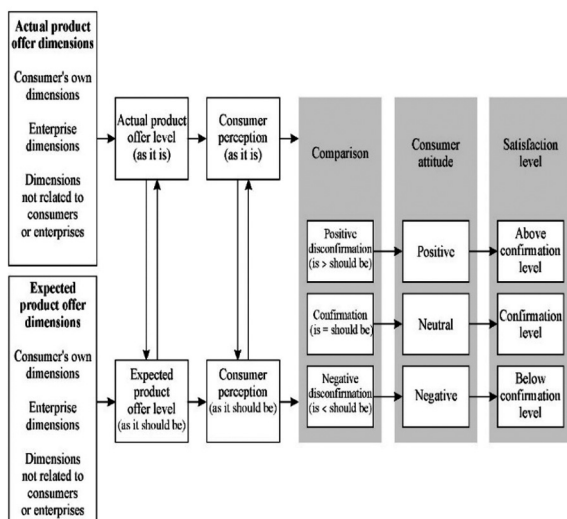 Actual product
offer dimensions
Consumer's own
dimensions
Enterprise
dimensions
Dimensions
not related to
consumers
or enterprises
Actual product
offer level
(as it is)
Consumer
perception
(as it is)
Comparison
Consumer
attitude
Satisfaction
level
Positive
disconfirmation
(is > should be)
Positive
Above
confirmation
level
Confirmation
(is = should be)
Neutral
Confirmation
level
Negative
disconfirmation
(is < should be)
Negative
Below
confirmation
level
Expected
product offer
dimensions
Consumer's own
dimensions
Enterprise
dimensions
Dimensions
not related to
consumers
or enterprises
Expected
product
offer level
(as it should be)
Consumer
perception
(as it should be)